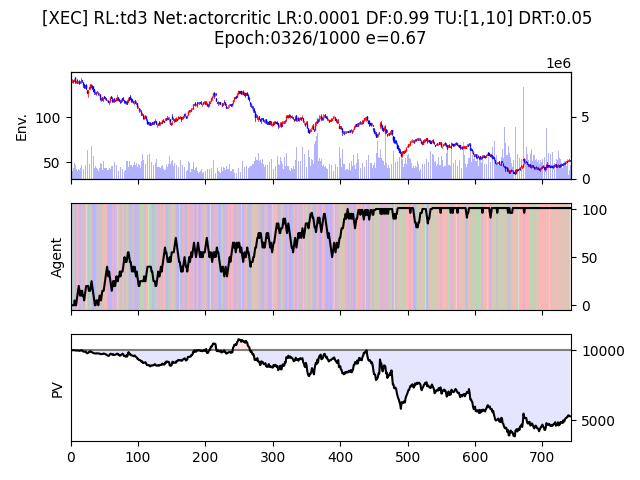 [XEC] RL:td3 Net:actorcritic LR:0.0001 DF:0.99 TU:[1,10] DRT:0.05
Epoch:0326/1000 e=0.67
1e6
Env.
100
50
5
0
Agent
100
50
0
PV
10000
5000
0 100 200 300 400 500 600 700